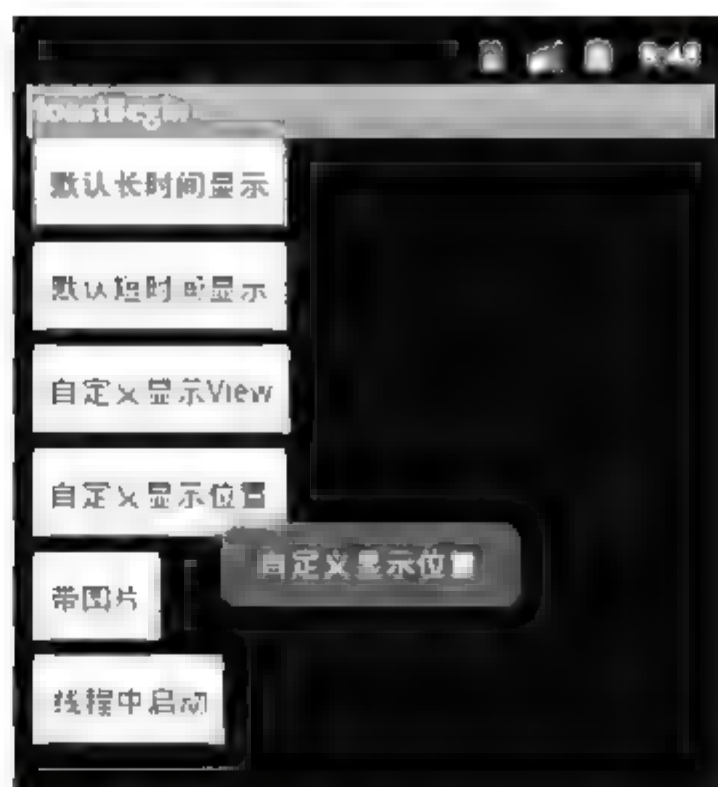 toastBegin
默认长时间显示
默认短时间显示
自定义显示View
自定义显示位置
自定义显示位置
带图片
线程中启动